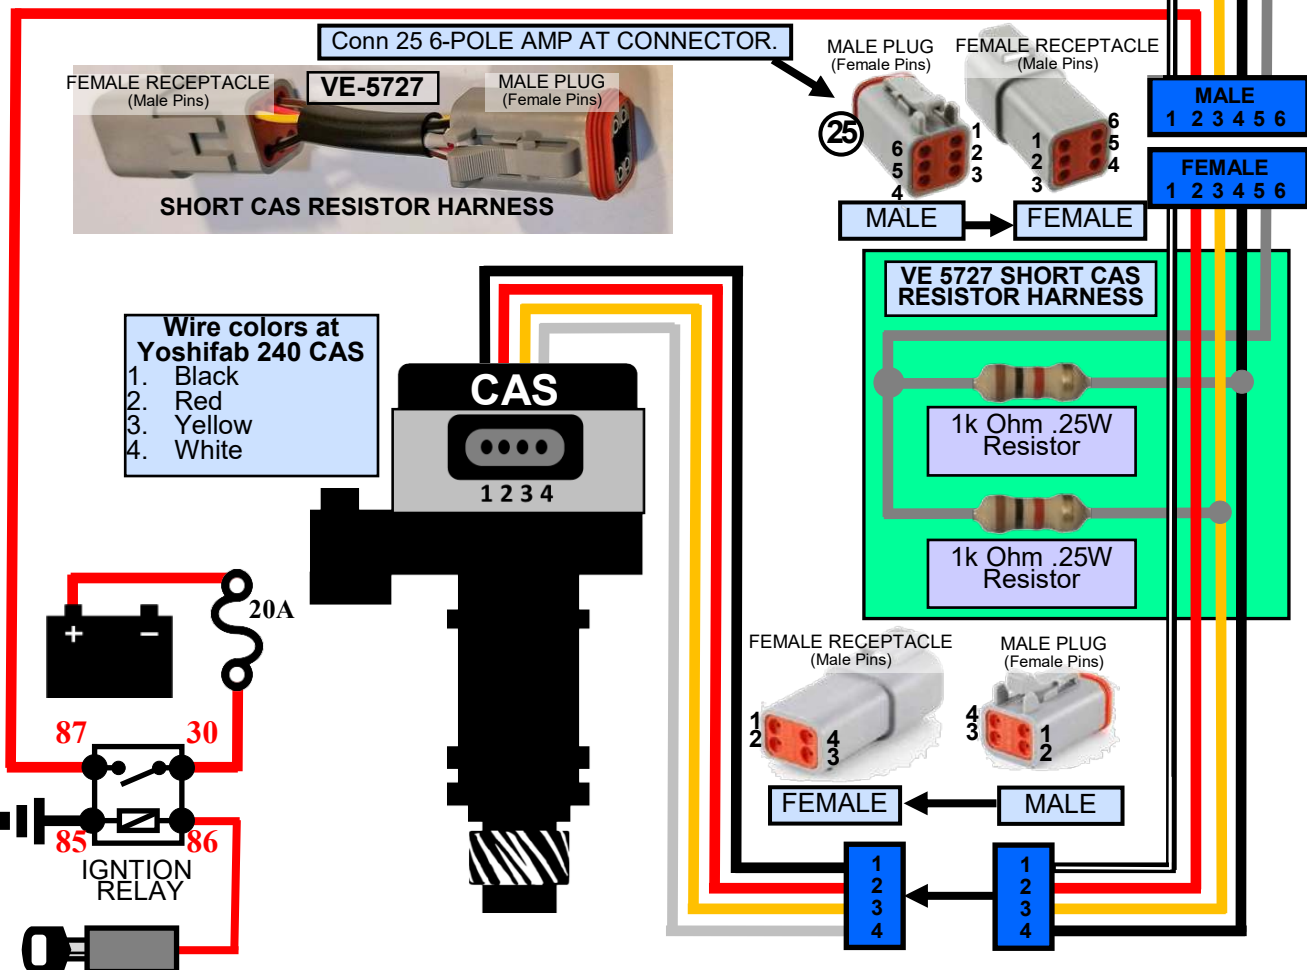 Conn 25 6-POLE AMP AT CONNECTOR.
FEMALE RECEPTACLE
(Male Pins)
VE-5727
MALE PLUG
(Female Pins)
SHORT CAS RESISTOR HARNESS
MALE PLUG
(Female Pins)
FEMALE RECEPTACLE
(Male Pins)
25
6
5
4
1
2
3
1
2
3
6
5
4
MALE
FEMALE
MALE
1 2 3 4 5 6
FEMALE
1 2 3 4 5 6
VE 5727 SHORT CAS
RESISTOR HARNESS
1k Ohm .25W
Resistor
1k Ohm .25W
Resistor
Wire colors at
Yoshifab 240 CAS
1. Black
2. Red
3. Yellow
4. White
CAS
1 2 3 4
+ −
20A
87
30
85
86
IGNTION
RELAY
FEMALE RECEPTACLE
(Male Pins)
MALE PLUG
(Female Pins)
1
2
4
3
4
3
1
2
FEMALE
MALE
1
2
3
4
1
2
3
4